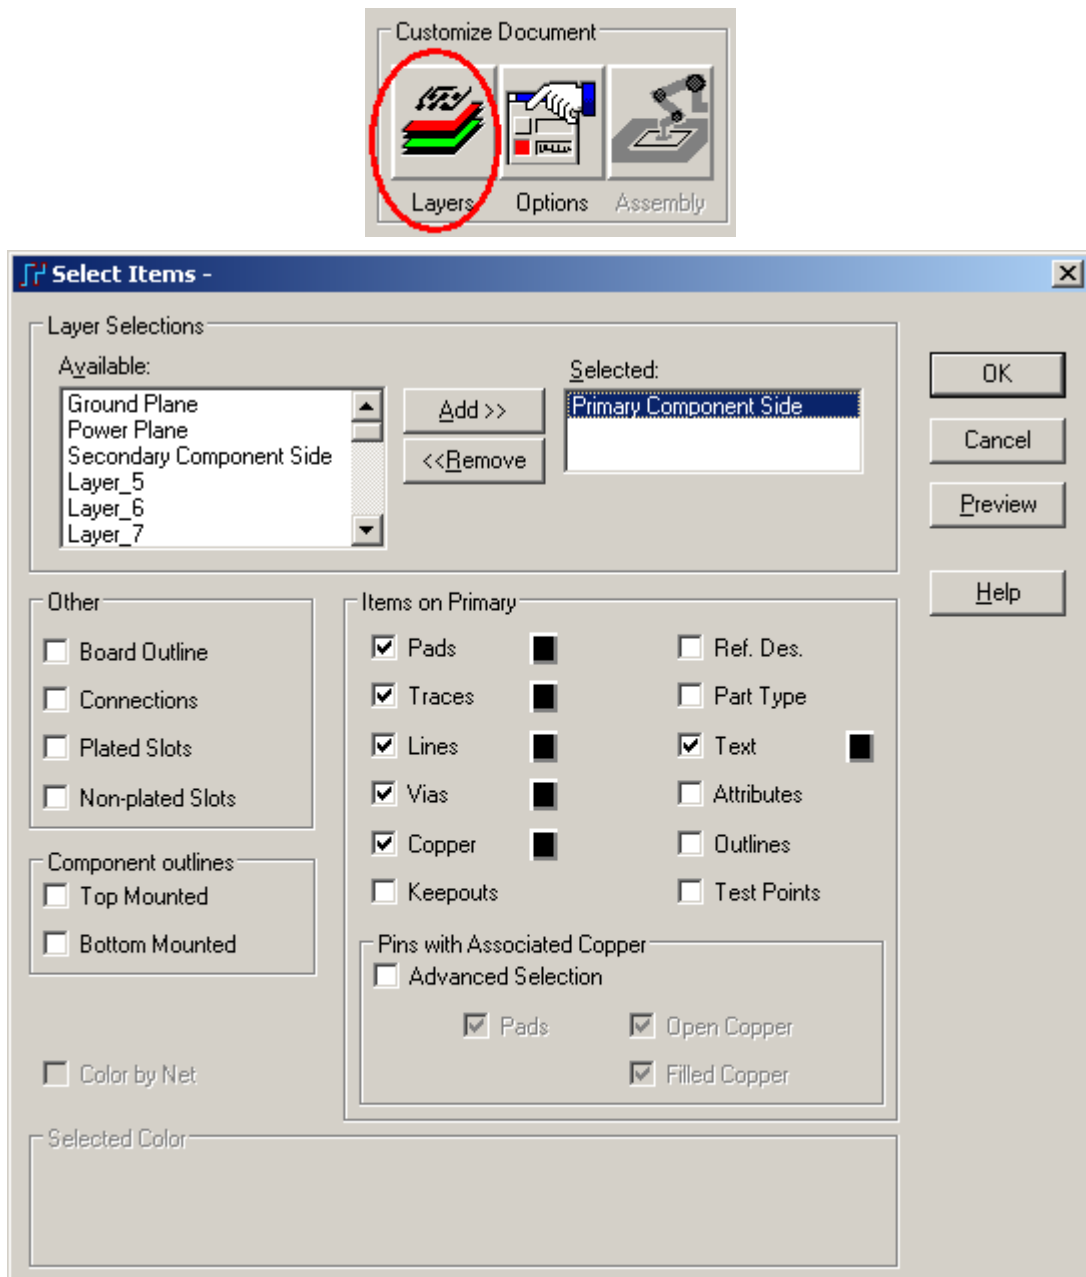 Customize Document
Layers Options Assembly
Select Items -
Layer Selections
Available:
Ground Plane
Power Plane
Secondary Component Side
Layer_5
Layer_6
Layer_7
Add >>
<<Remove
Selected:
Primary Component Side
OK
Cancel
Preview
Help
Other
Board Outline
Connections
Plated Slots
Non-plated Slots
Component outlines
Top Mounted
Bottom Mounted
Color by Net
Items on Primary
Pads
Traces
Lines
Vias
Copper
Keepouts
Ref. Des.
Part Type
Text
Attributes
Outlines
Test Points
Pins with Associated Copper
Advanced Selection
Pads
Open Copper
Filled Copper
Selected Color